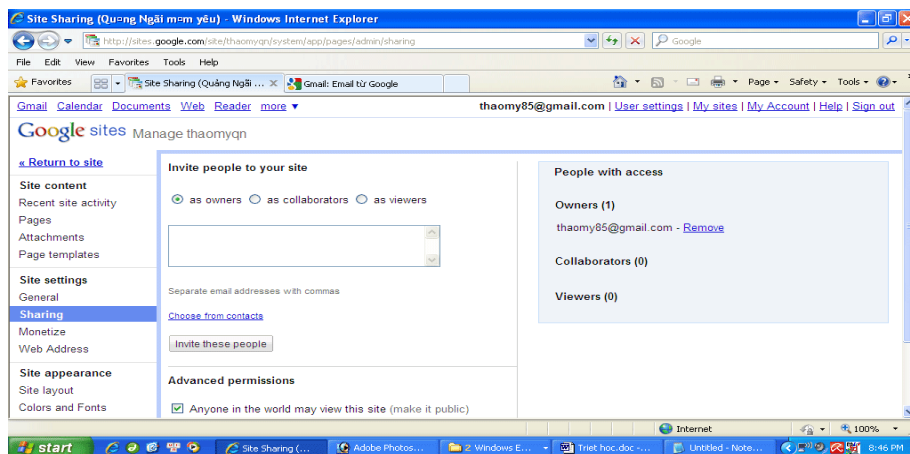 Site Sharing (Qu¤ng Ngãi m¤m yêu) - Windows Internet Explorer
http://sites.google.com/site/thaomyqn/system/app/pages/admin/sharing
Google
File Edit View Favorites Tools Help
Favorites Site Sharing (Quảng Ngãi ... Gmail: Email từ Google Page Safety Tools
Gmail Calendar Documents Web Reader more ▼ thaomy85@gmail.com | User settings | My sites | My Account | Help | Sign out
Google sites Manage thaomyqn
« Return to site
Site content
Recent site activity
Pages
Attachments
Page templates
Site settings
General
Sharing
Monetize
Web Address
Site appearance
Site layout
Colors and Fonts
Invite people to your site
as owners as collaborators as viewers
Separate email addresses with commas
Choose from contacts
Invite these people
Advanced permissions
Anyone in the world may view this site (make it public)
People with access
Owners (1)
thaomy85@gmail.com - Remove
Collaborators (0)
Viewers (0)
Internet 100%
start Site Sharing (... Adobe Photos... 2 Windows E... Triet hoc.doc -... Untitled - Note... 8:46 PM